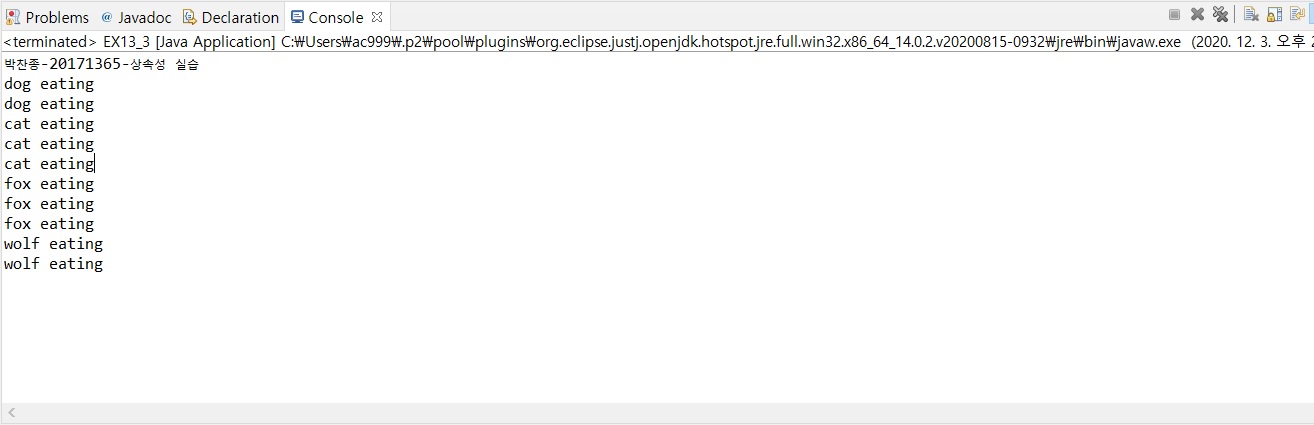 Problems @ Javadoc Declaration Console
<terminated> EX13_3 [Java Application] C:₩Users₩ac999₩.p2₩pool₩plugins₩org.eclipse.justj.openjdk.hotspot.jre.full.win32.x86_64_14.0.2.v20200815-0932₩jre₩bin₩javaw.exe (2020. 12. 3. 오후 2
박찬종-20171365-상속성 실습
dog eating
dog eating
cat eating
cat eating
cat eating
fox eating
fox eating
fox eating
wolf eating
wolf eating